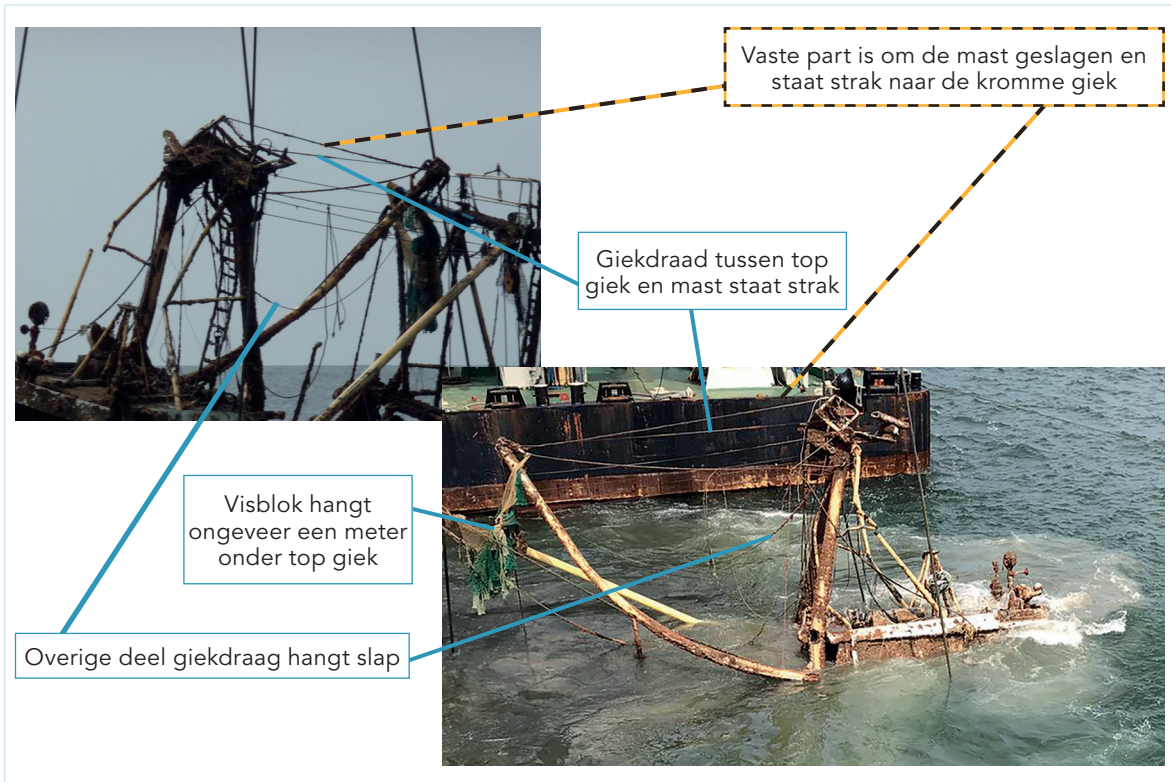 Vaste part is om de mast geslagen en
staat strak naar de kromme giek
Giekdraad tussen top
giek en mast staat strak
Visblok hangt
ongeveer een meter
onder top giek
Overige deel giekdraag hangt slap